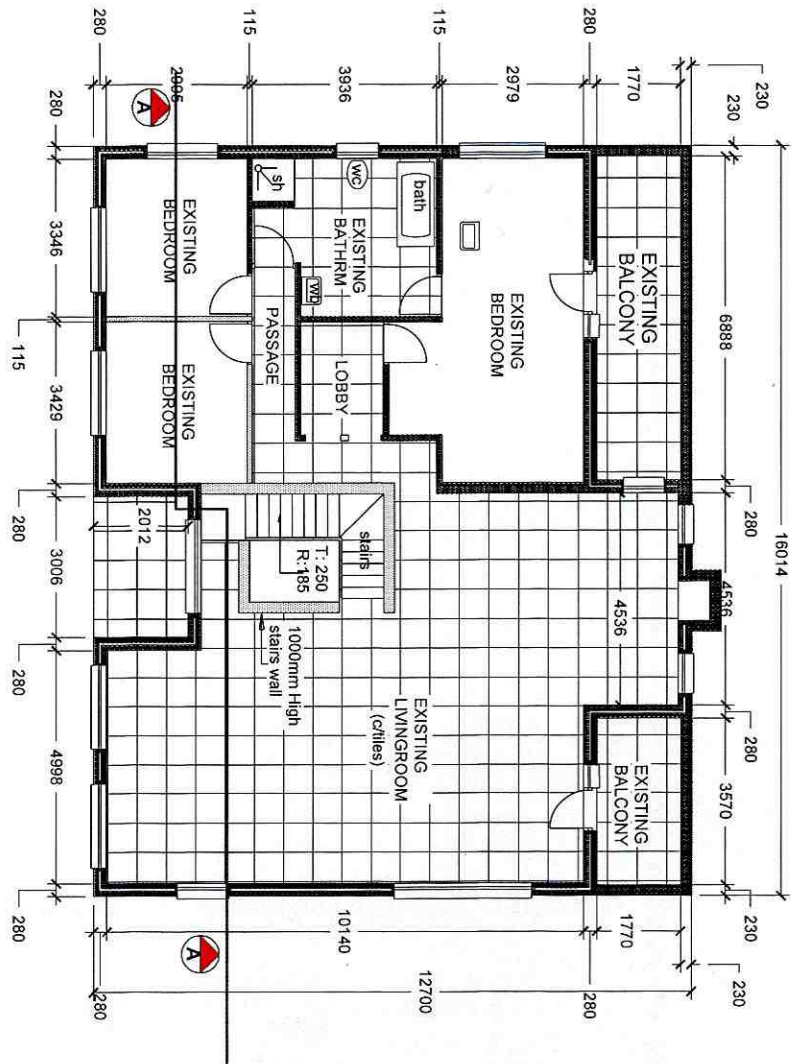 280
2995
115
3936
115
2979
280
1770
230
230
A
280
3346
115
3429
280
3006
280
4998
280
EXISTING
BEDROOM
EXISTING
BEDROOM
sh
WC
bath
EXISTING
BATHRM
wb
PASSAGE
LOBBY
EXISTING
BEDROOM
EXISTING
BALCONY
6888
16014
280
4536
4536
280
3570
230
2012
stairs
T: 250
R:185
1000mm High
stairs wall
EXISTING
LIVINGROOM
(c/tiles)
EXISTING
BALCONY
A
280
10140
280
1770
230
12700